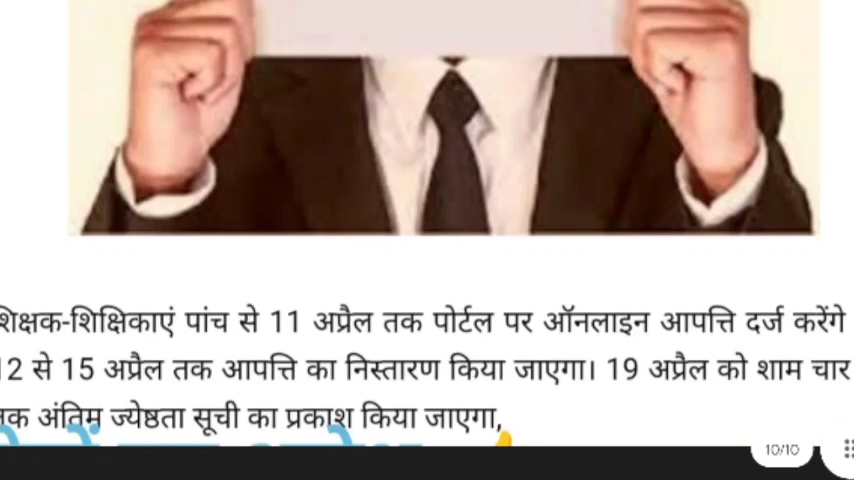 शिक्षक-शिक्षिकाएं पांच से 11 अप्रैल तक पोर्टल पर ऑनलाइन आपत्ति दर्ज करेंगे
12 से 15 अप्रैल तक आपत्ति का निस्तारण किया जाएगा। 19 अप्रैल को शाम चार
तक अंतिम ज्येष्ठता सूची का प्रकाश किया जाएगा,
10/10